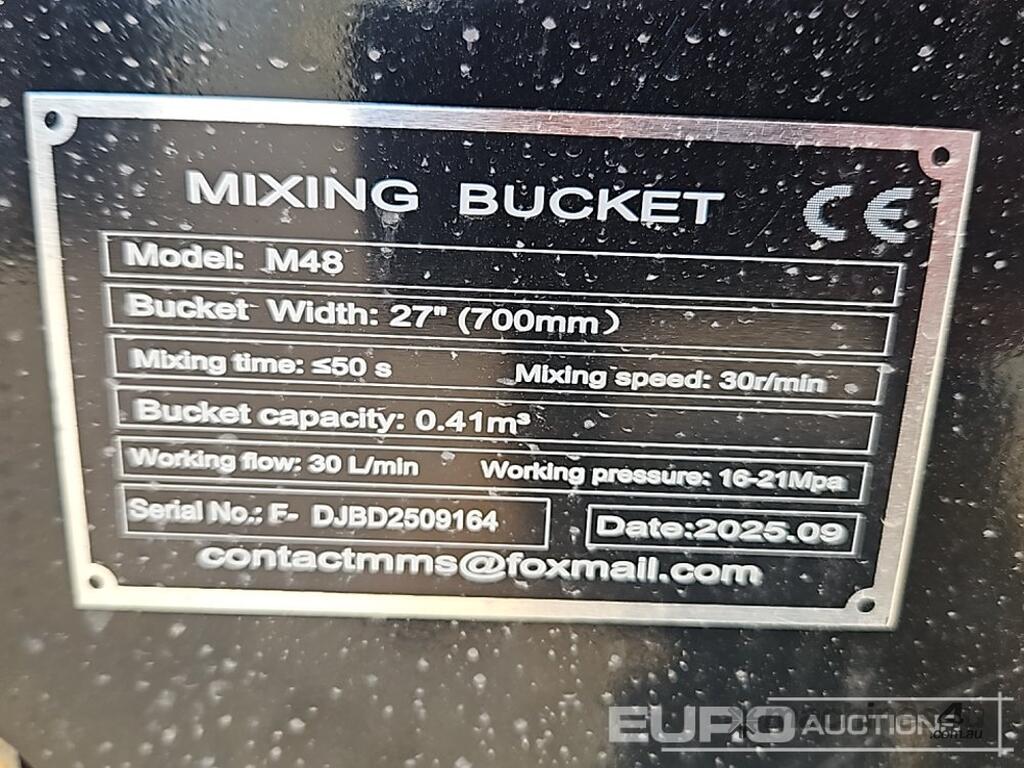 MIXING BUCKET CE
Model: M48
Bucket Width: 27" (700mm)
Mixing time: ≤50 s Mixing speed: 30r/min
Bucket capacity: 0.41m³
Working flow: 30 L/min Working pressure: 16-21Mpa
Serial No.: F- DJBD2509164 Date:2025.09
contactmms@foxmail.com
EURO AUCTIONS
.com.au